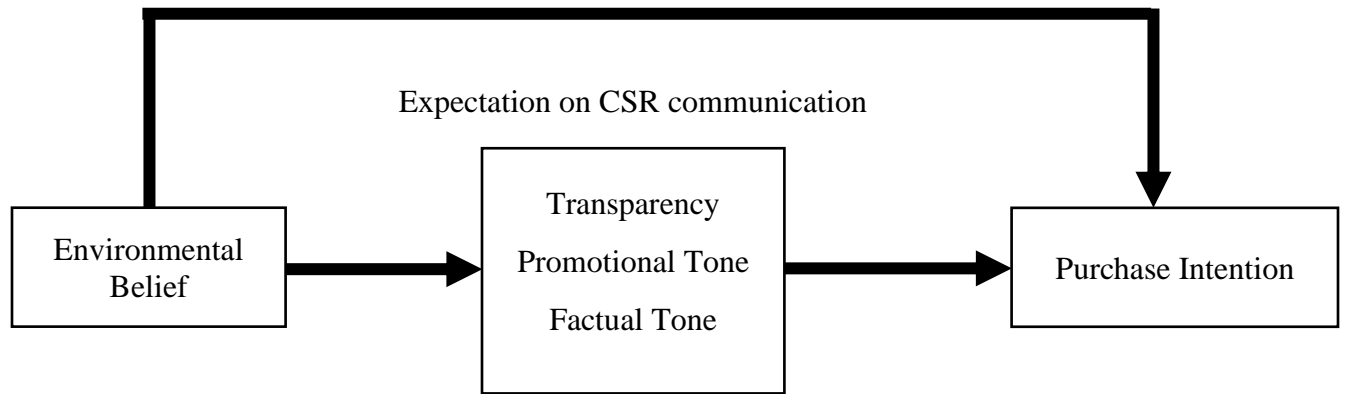 Expectation on CSR communication
Environmental
Belief
Transparency
Promotional Tone
Factual Tone
Purchase Intention